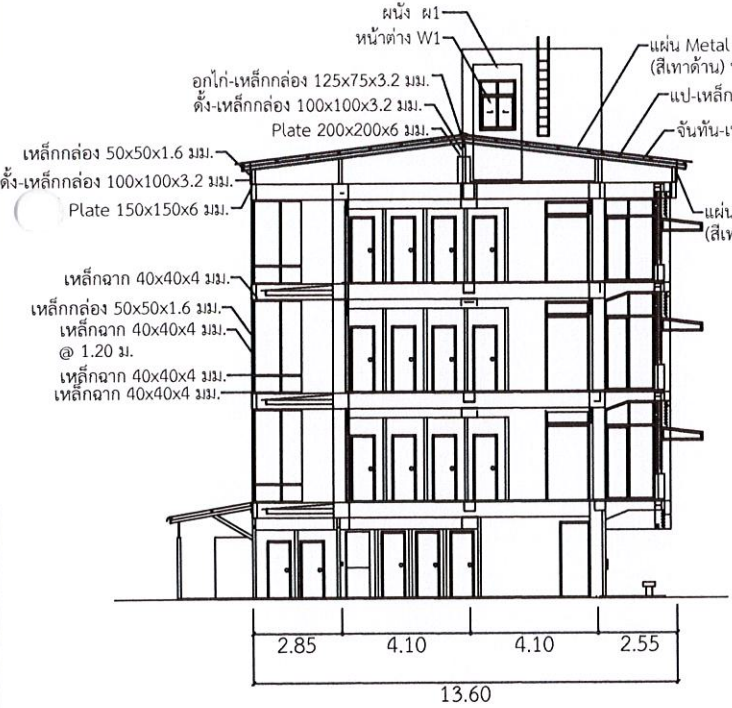 ผนัง ผ1
หน้าต่าง W1
แผ่น Metal
(สีเทาด้าน)
อกไก่-เหล็กกล่อง 125x75x3.2 มม.
แป-เหล็ก
ดั้ง-เหล็กกล่อง 100x100x3.2 มม.
Plate 200x200x6 มม.
จันทัน-
เหล็กกล่อง 50x50x1.6 มม.
ดั้ง-เหล็กกล่อง 100x100x3.2 มม.
Plate 150x150x6 มม.
แผ่น
เหล็กฉาก 40x40x4 มม.
เหล็กกล่อง 50x50x1.6 มม.
เหล็กฉาก 40x40x4 มม.
@ 1.20 ม.
เหล็กฉาก 40x40x4 มม.
เหล็กฉาก 40x40x4 มม.
2.85 4.10 4.10 2.55
13.60